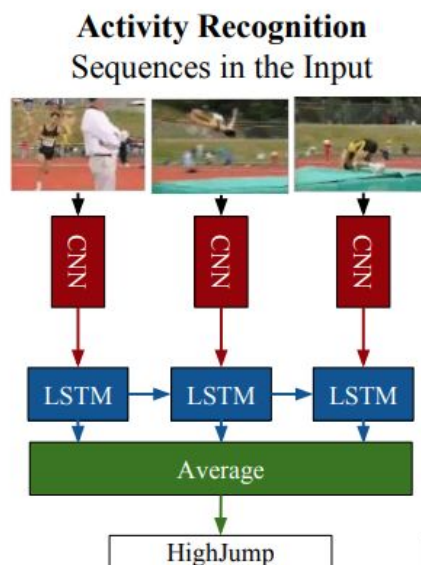 Activity Recognition
Sequences in the Input
CNN
CNN
CNN
LSTM
LSTM
LSTM
Average
HighJump